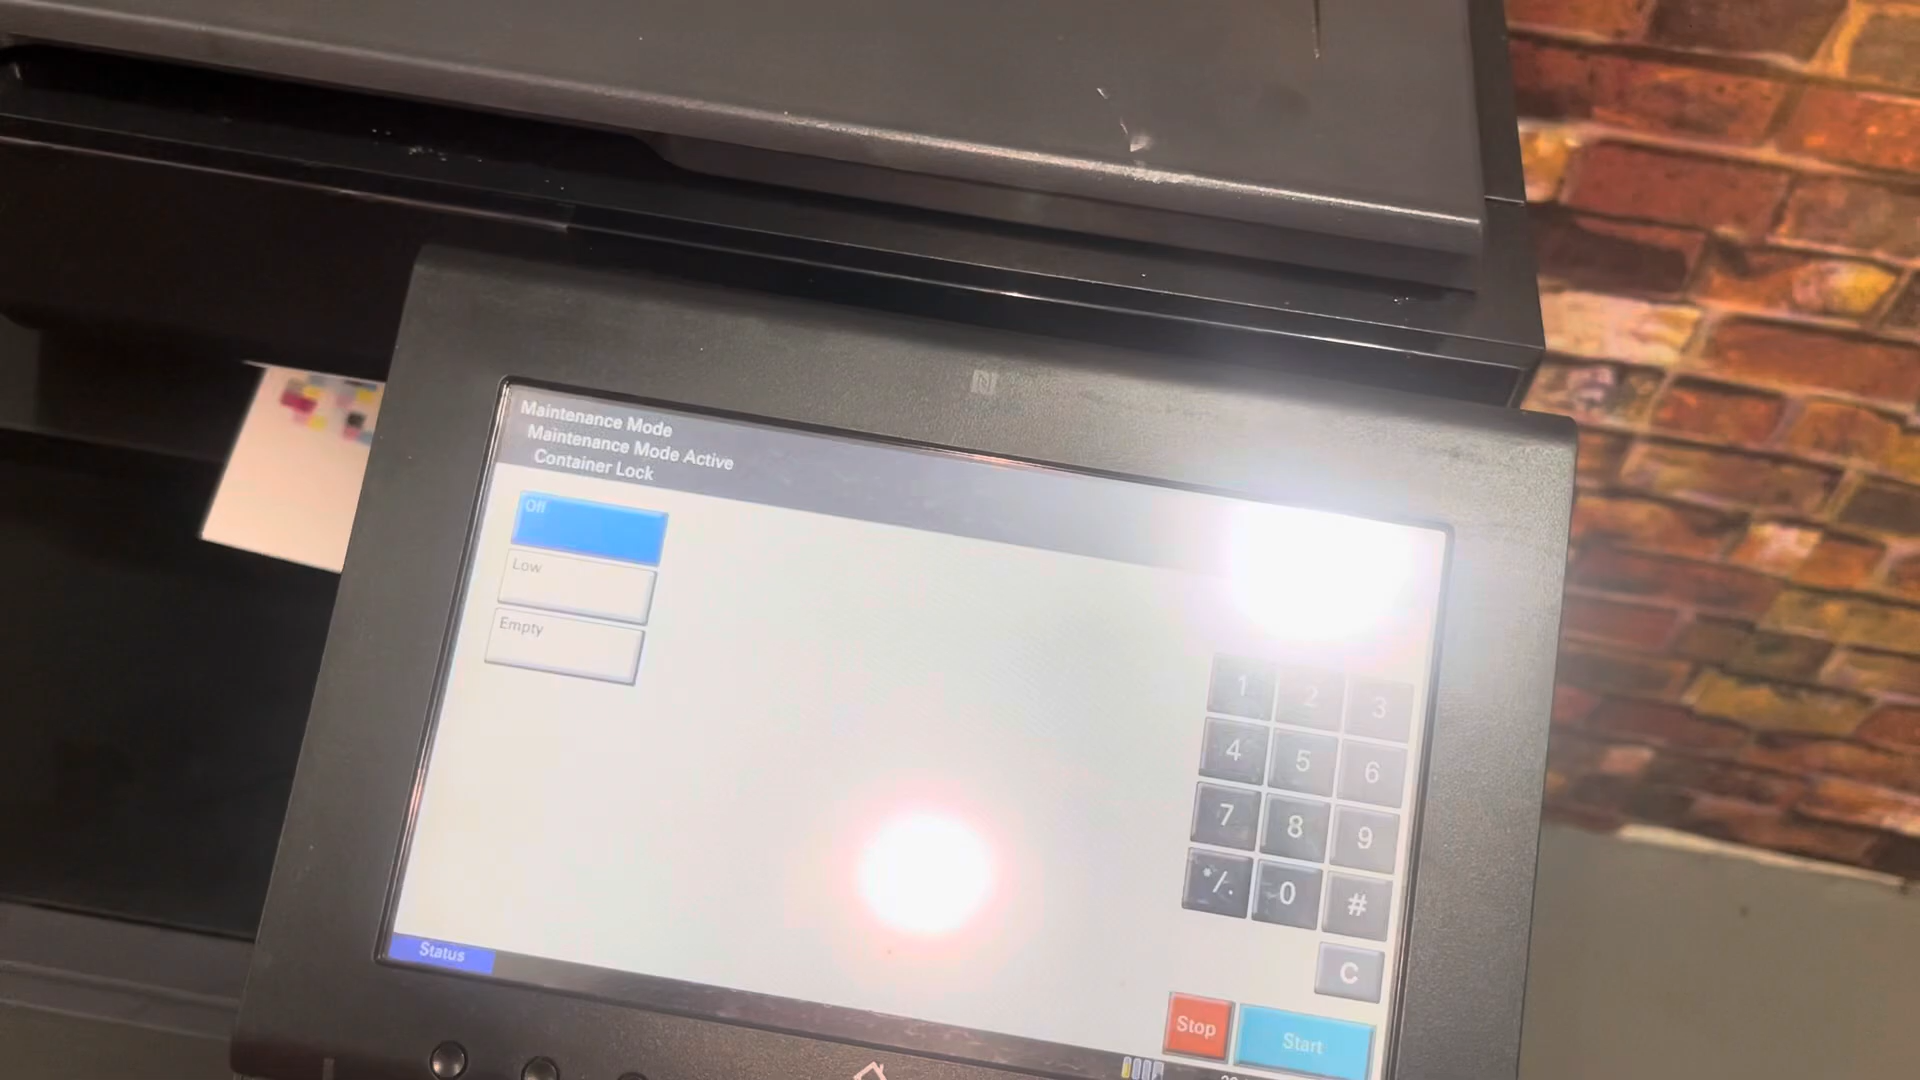 Maintenance Mode
Maintenance Mode Active
Container Lock
Off
Low
Empty
1 2 3
4 5 6
7 8 9
*/. 0 #
C
Status
Stop
Start